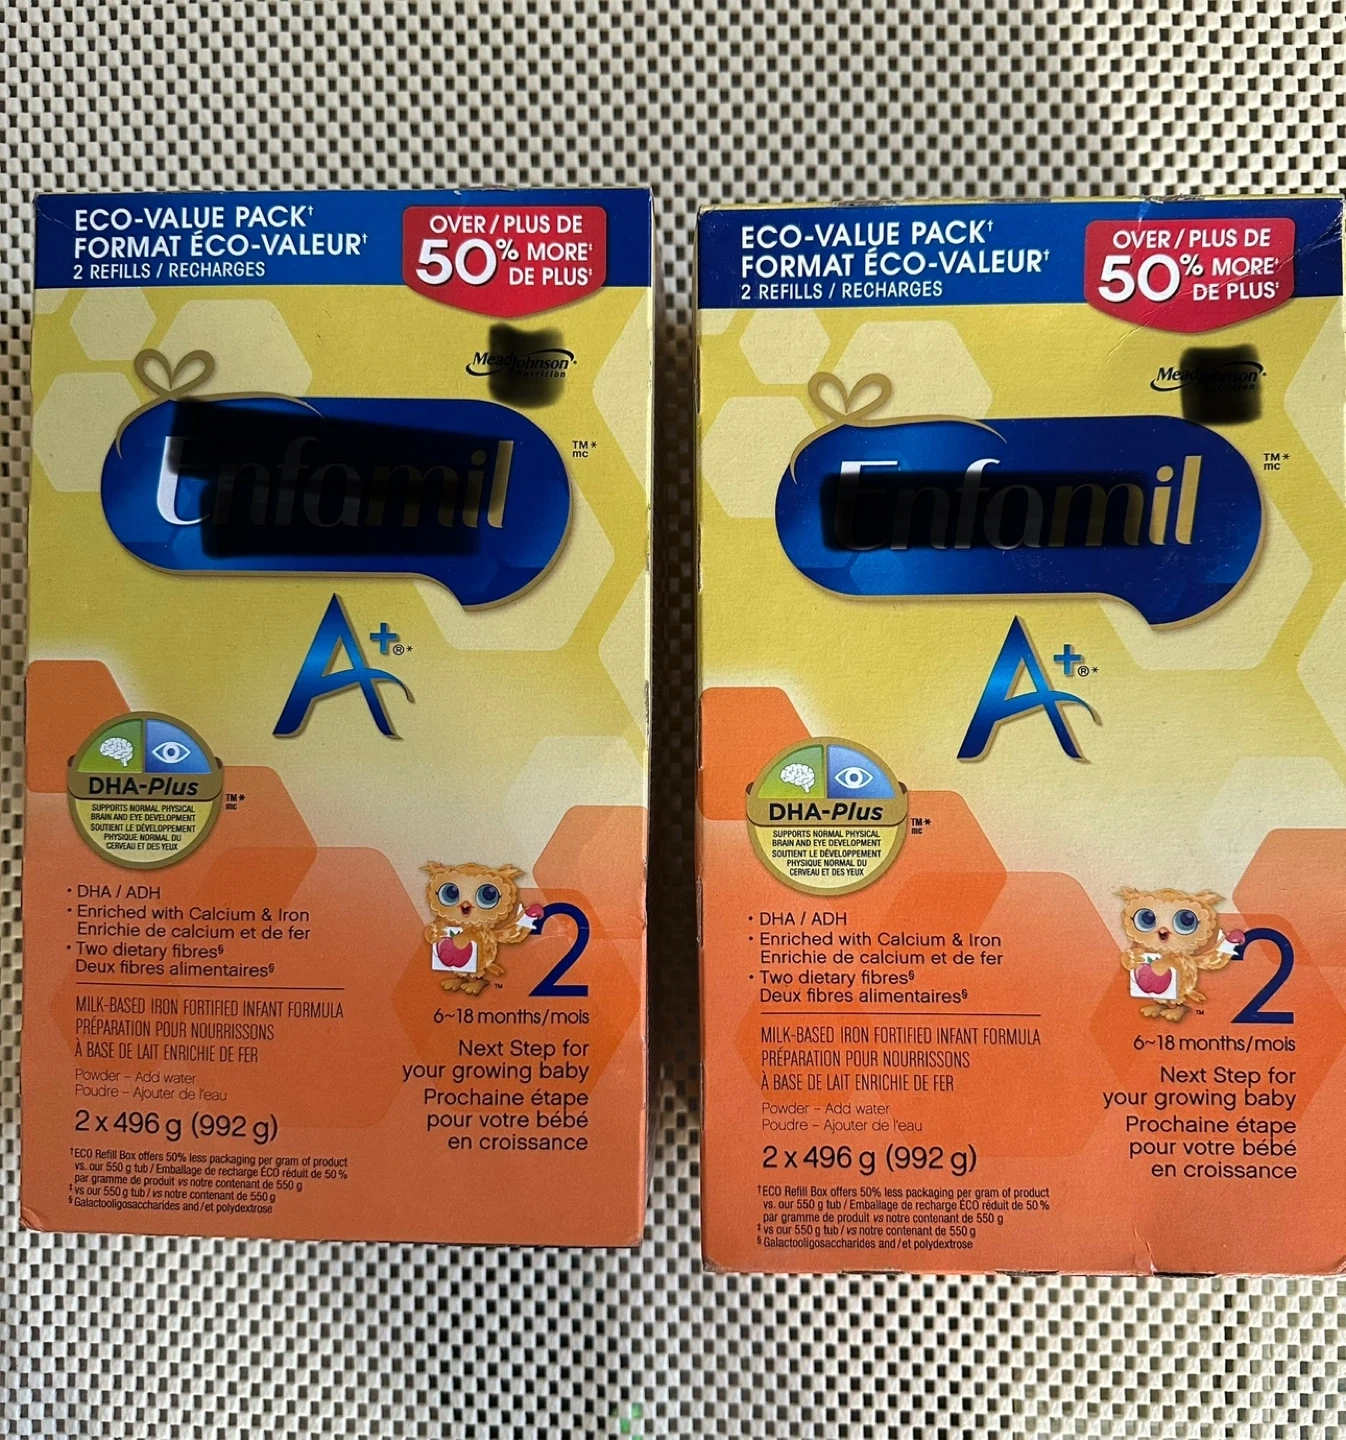 ECO-VALUE PACK†
FORMAT ÉCO-VALEUR†
2 REFILLS / RECHARGES
OVER / PLUS DE
50% MORE‡
DE PLUS‡
MeadJohnson
Nutrition
Enfamil
TM*
mc
A+®*
DHA-Plus
TM*
mc
SUPPORTS NORMAL PHYSICAL
BRAIN AND EYE DEVELOPMENT
SOUTIENT LE DÉVELOPPEMENT
PHYSIQUE NORMAL DU
CERVEAU ET DES YEUX
• DHA / ADH
• Enriched with Calcium & Iron
Enrichie de calcium et de fer
• Two dietary fibres§
Deux fibres alimentaires§
MILK-BASED IRON FORTIFIED INFANT FORMULA
PRÉPARATION POUR NOURRISSONS
À BASE DE LAIT ENRICHIE DE FER
Powder – Add water
Poudre – Ajouter de l'eau
2 x 496 g (992 g)
†ECO Refill Box offers 50% less packaging per gram of product
vs. our 550 g tub / Emballage de recharge ÉCO réduit de 50 %
par gramme de produit vs notre contenant de 550 g
‡ vs our 550 g tub / vs notre contenant de 550 g
§ Galactooligosaccharides and / et polydextrose
TM
2
6~18 months/mois
Next Step for
your growing baby
Prochaine étape
pour votre bébé
en croissance
ECO-VALUE PACK†
FORMAT ÉCO-VALEUR†
2 REFILLS / RECHARGES
OVER / PLUS DE
50% MORE‡
DE PLUS‡
MeadJohnson
Nutrition
Enfamil
TM*
mc
A+®*
DHA-Plus
TM*
mc
SUPPORTS NORMAL PHYSICAL
BRAIN AND EYE DEVELOPMENT
SOUTIENT LE DÉVELOPPEMENT
PHYSIQUE NORMAL DU
CERVEAU ET DES YEUX
• DHA / ADH
• Enriched with Calcium & Iron
Enrichie de calcium et de fer
• Two dietary fibres§
Deux fibres alimentaires§
MILK-BASED IRON FORTIFIED INFANT FORMULA
PRÉPARATION POUR NOURRISSONS
À BASE DE LAIT ENRICHIE DE FER
Powder – Add water
Poudre – Ajouter de l'eau
2 x 496 g (992 g)
†ECO Refill Box offers 50% less packaging per gram of product
vs. our 550 g tub / Emballage de recharge ÉCO réduit de 50 %
par gramme de produit vs notre contenant de 550 g
‡ vs our 550 g tub / vs notre contenant de 550 g
§ Galactooligosaccharides and / et polydextrose
TM
2
6~18 months/mois
Next Step for
your growing baby
Prochaine étape
pour votre bébé
en croissance